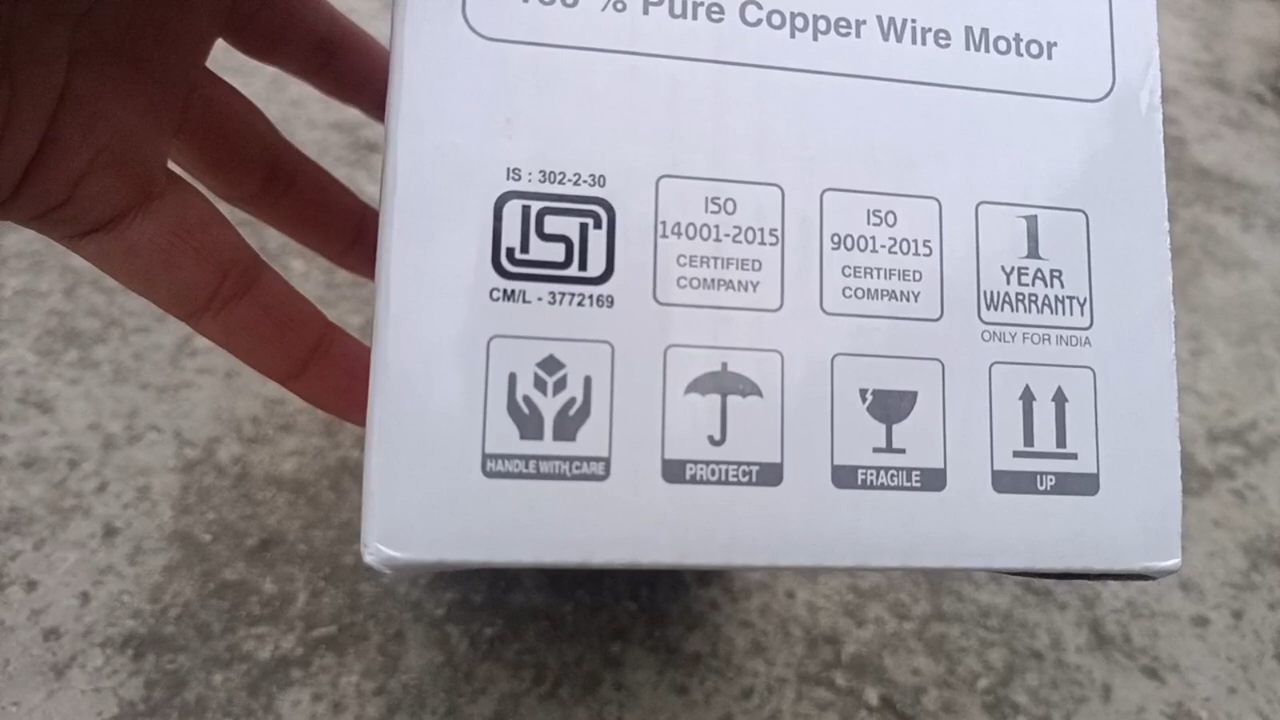 % Pure Copper Wire Motor
IS : 302-2-30
ISI
CM/L - 3772169
ISO
14001-2015
CERTIFIED
COMPANY
ISO
9001-2015
CERTIFIED
COMPANY
1
YEAR
WARRANTY
ONLY FOR INDIA
HANDLE WITH CARE
PROTECT
FRAGILE
UP